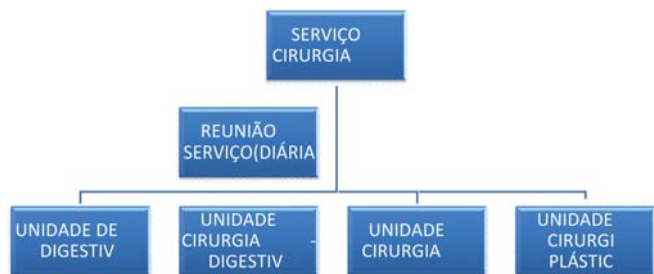 SERVIÇO
CIRURGIA
REUNIÃO
SERVIÇO(DIÁRIA
UNIDADE DE
DIGESTIV
UNIDADE
CIRURGIA -
DIGESTIV
UNIDADE
CIRURGIA
UNIDADE
CIRURGI
PLÁSTIC